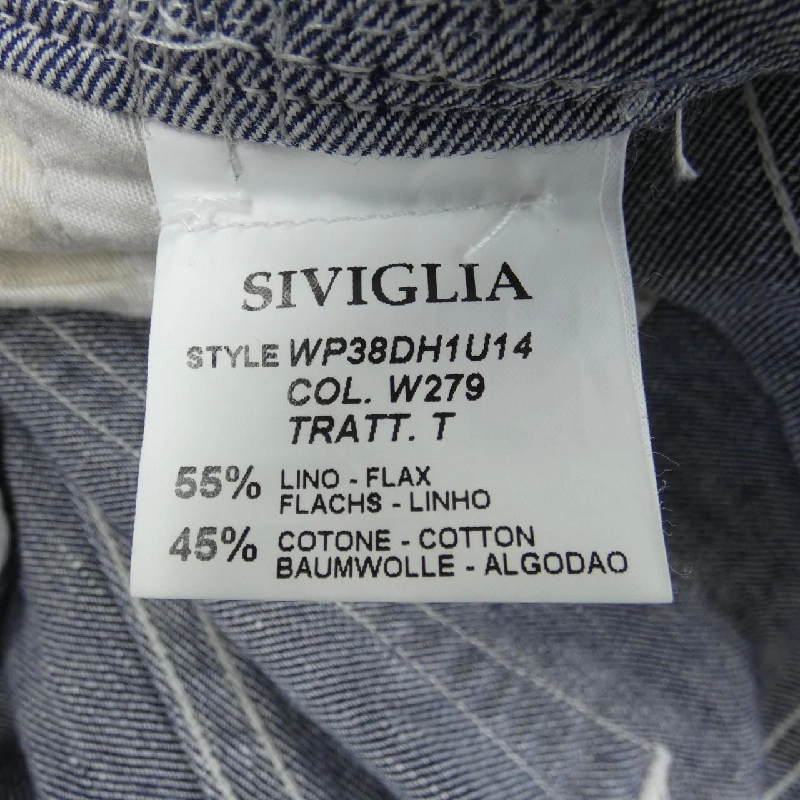 SIVIGLIA
STYLE WP38DH1U14
COL. W279
TRATT. T
55% LINO - FLAX
FLACHS - LINHO
45% COTONE - COTTON
BAUMWOLLE - ALGODAO